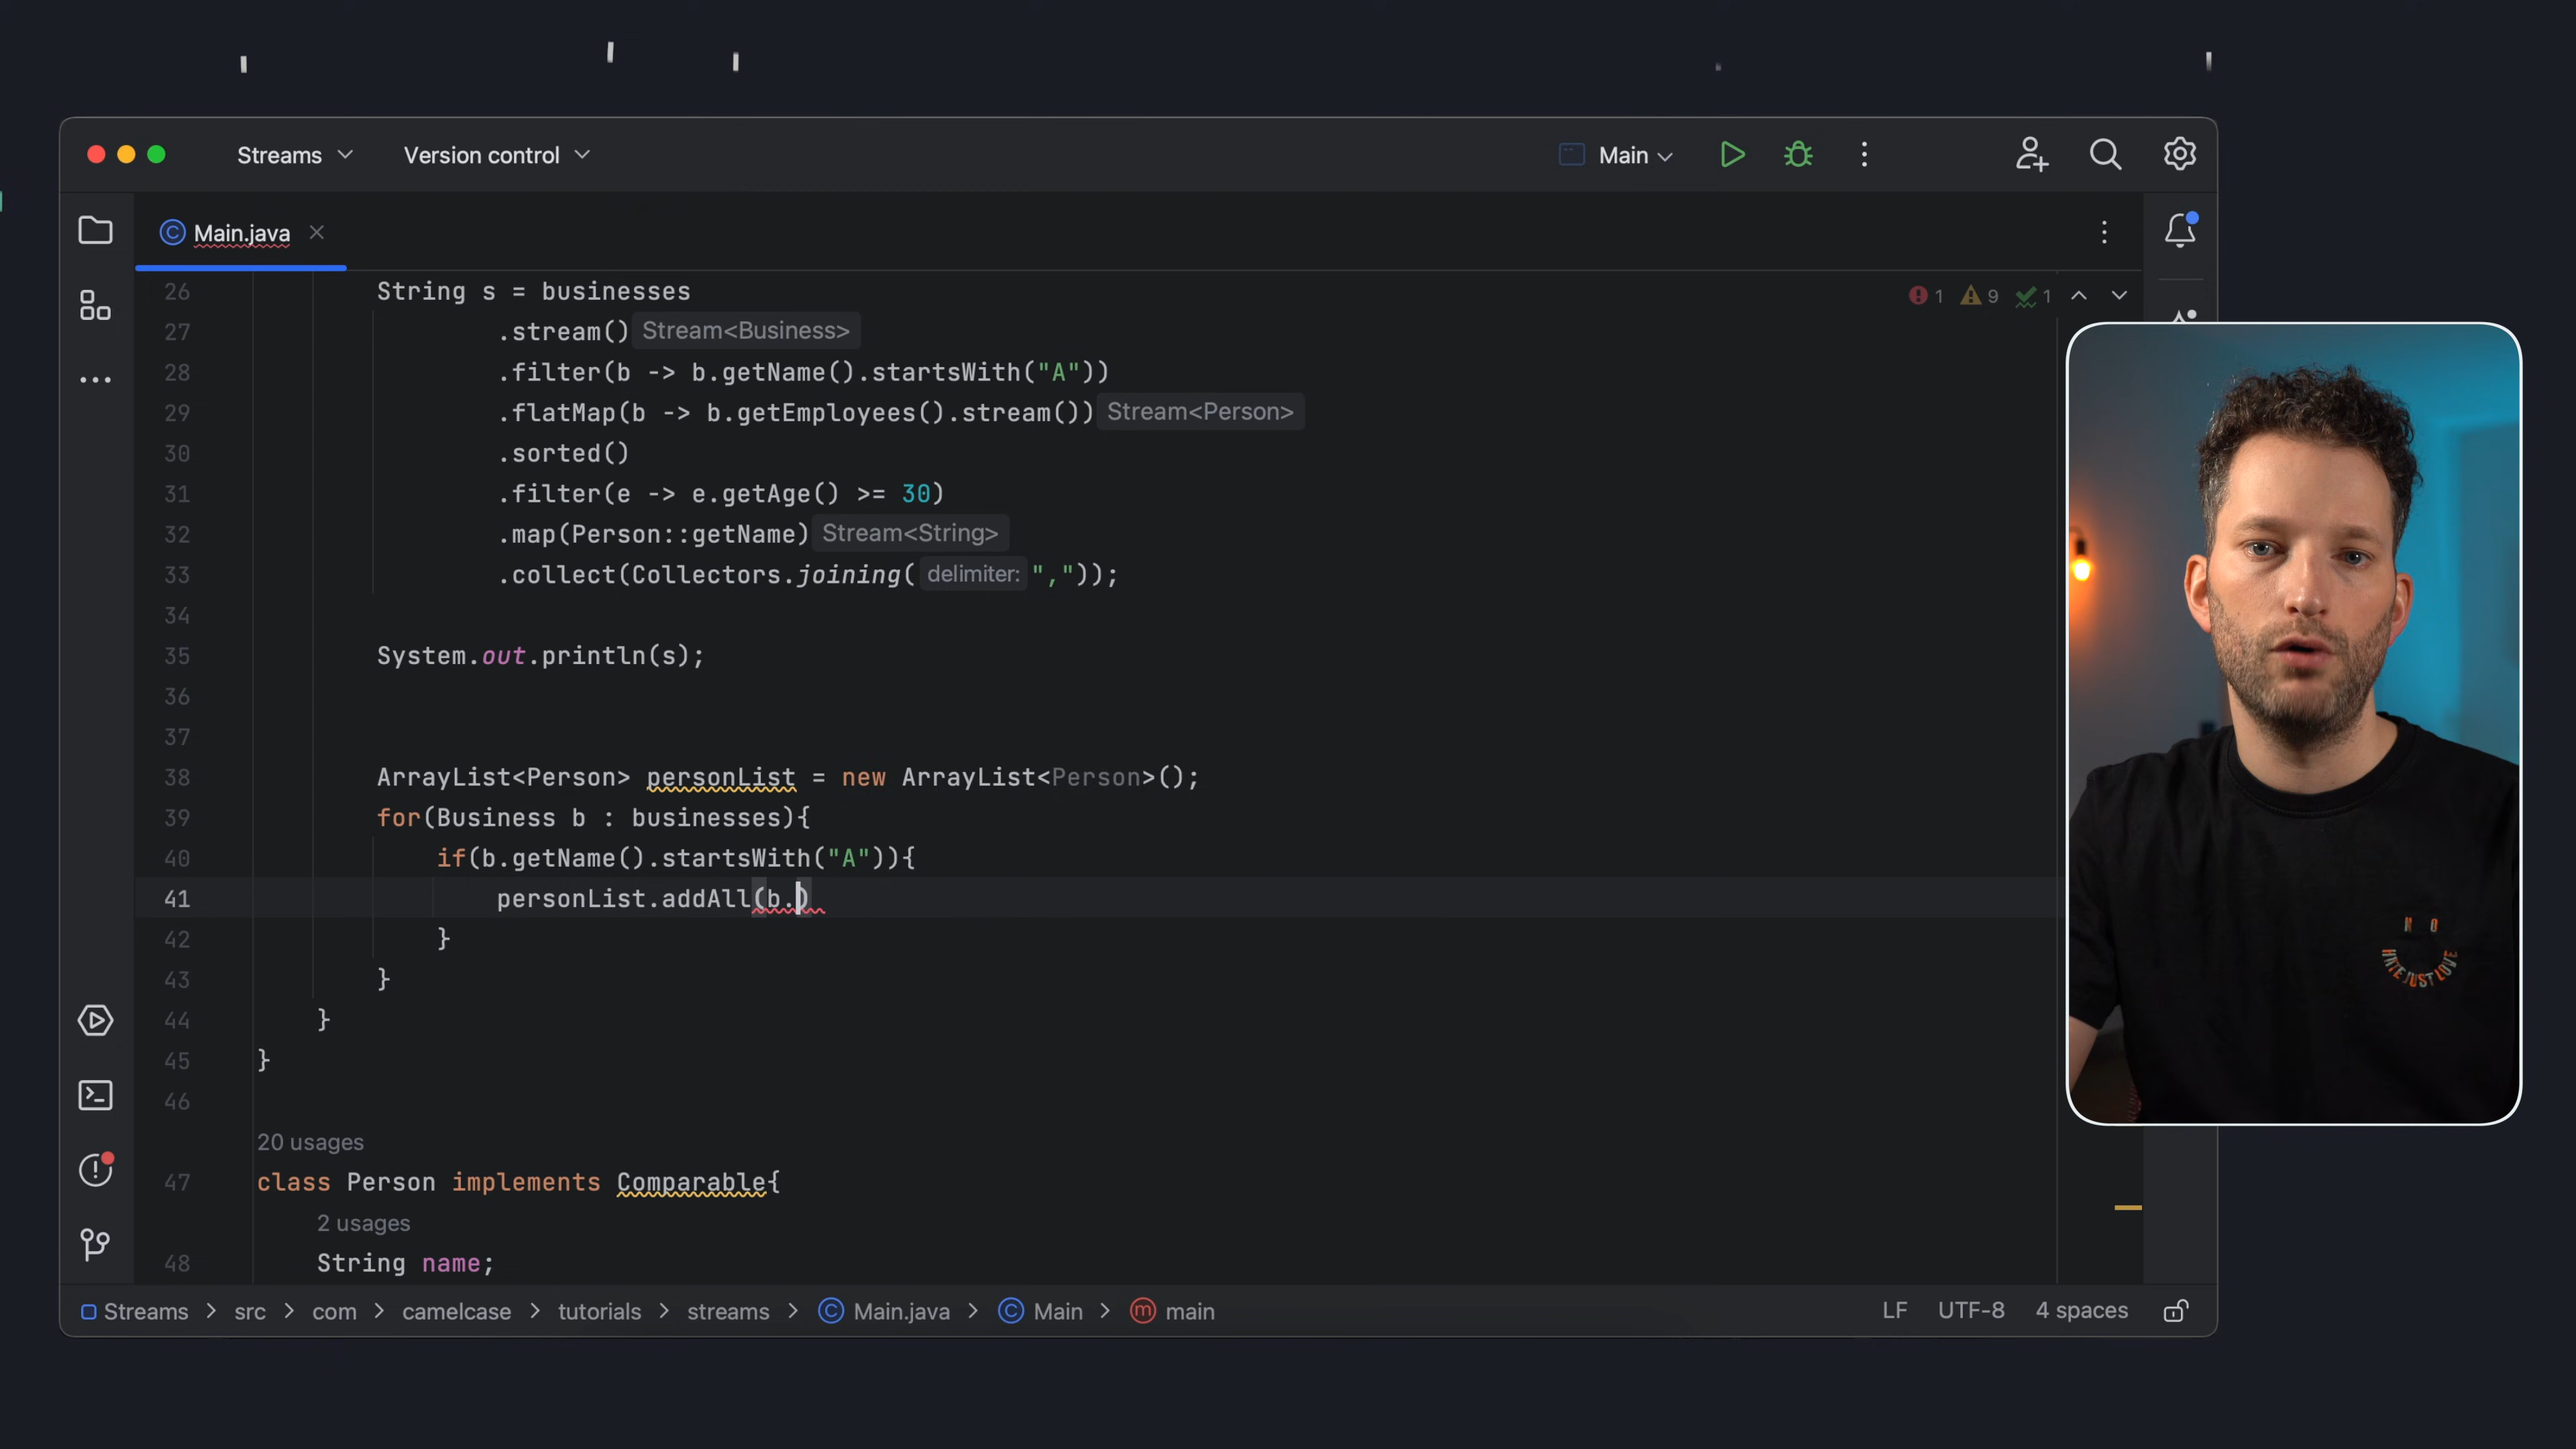 Streams Version control Main
Main.java
1 9 1
26 String s = businesses
27 .stream() Stream<Business>
28 .filter(b -> b.getName().startsWith("A"))
29 .flatMap(b -> b.getEmployees().stream()) Stream<Person>
30 .sorted()
31 .filter(e -> e.getAge() >= 30)
32 .map(Person::getName) Stream<String>
33 .collect(Collectors.joining( delimiter: ","));
34
35 System.out.println(s);
36
37
38 ArrayList<Person> personList = new ArrayList<Person>();
39 for(Business b : businesses){
40 if(b.getName().startsWith("A")){
41 personList.addAll(b.)
42 }
43 }
44 }
45 }
46
20 usages
47 class Person implements Comparable{
2 usages
48 String name;
Streams > src > com > camelcase > tutorials > streams > Main.java > Main > main LF UTF-8 4 spaces
NO
HATE JUST LOVE